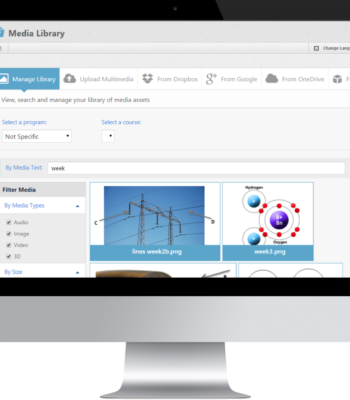 Media Library
Change Lang
Manage Library
Upload Multimedia
From Dropbox
From Google
From OneDrive
F
View, search and manage your library of media assets
Select a program:
Select a course:
Not Specific
By Media Text:
week
Filter Media
By Media Types
Audio
Image
Video
3D
By Size
C
D
lines week2b.png
Hydrogen
8+
8n
Oxygen
week3.png